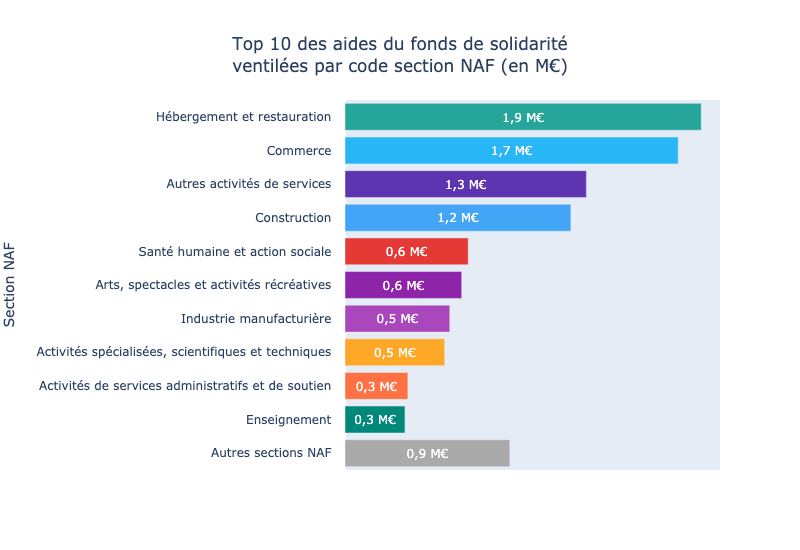 Top 10 des aides du fonds de solidarité
ventilées par code section NAF (en M€)
Section NAF
Hébergement et restauration 1,9 M€
Commerce 1,7 M€
Autres activités de services 1,3 M€
Construction 1,2 M€
Santé humaine et action sociale 0,6 M€
Arts, spectacles et activités récréatives 0,6 M€
Industrie manufacturière 0,5 M€
Activités spécialisées, scientifiques et techniques 0,5 M€
Activités de services administratifs et de soutien 0,3 M€
Enseignement 0,3 M€
Autres sections NAF 0,9 M€